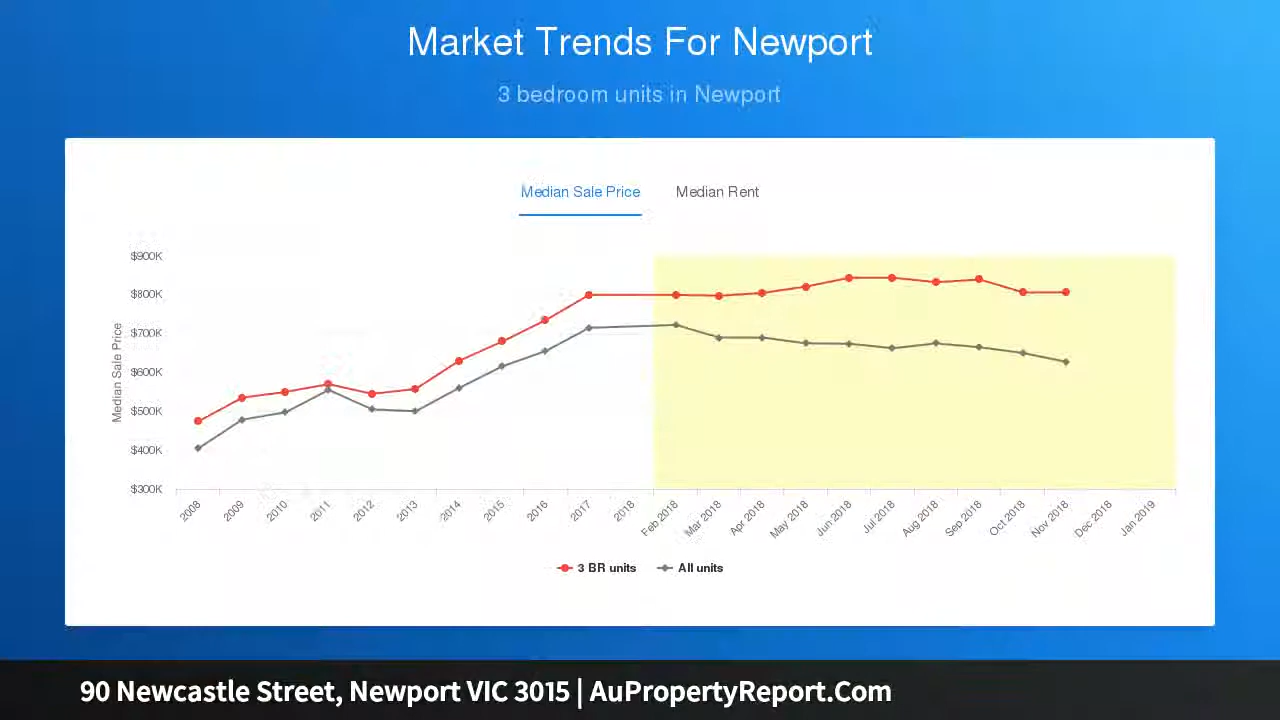 Market Trends For Newport
3 bedroom units in Newport
Median Sale Price Median Rent
Median Sale Price
$900K
$800K
$700K
$600K
$500K
$400K
$300K
2008 2009 2010 2011 2012 2013 2014 2015 2016 2017 2018 Feb 2018 Mar 2018 Apr 2018 May 2018 Jun 2018 Jul 2018 Aug 2018 Sep 2018 Oct 2018 Nov 2018 Dec 2018 Jan 2019
3 BR units All units
90 Newcastle Street, Newport VIC 3015 | AuPropertyReport.Com